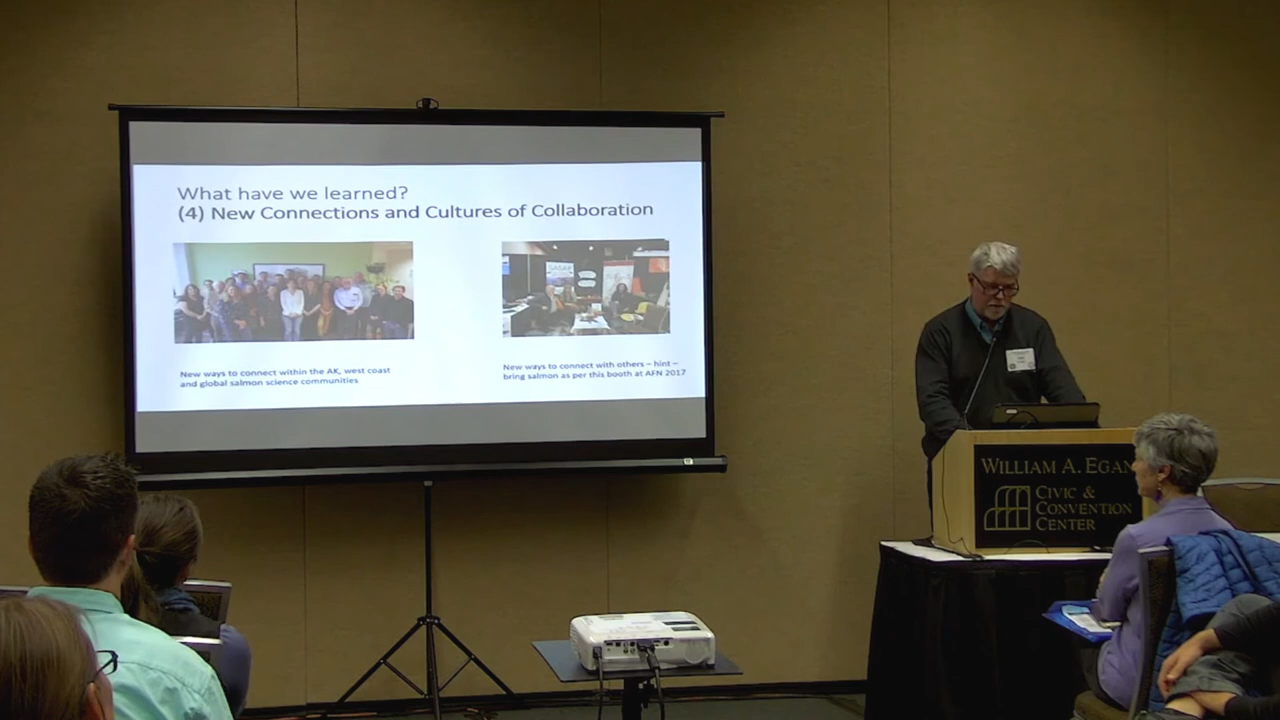 What have we learned?
(4) New Connections and Cultures of Collaboration
SASAP
New ways to connect within the AK, west coast
and global salmon science communities
New ways to connect with others – hint –
bring salmon as per this booth at AFN 2017
WILLIAM A. EGAN
CIVIC &
CONVENTION
CENTER